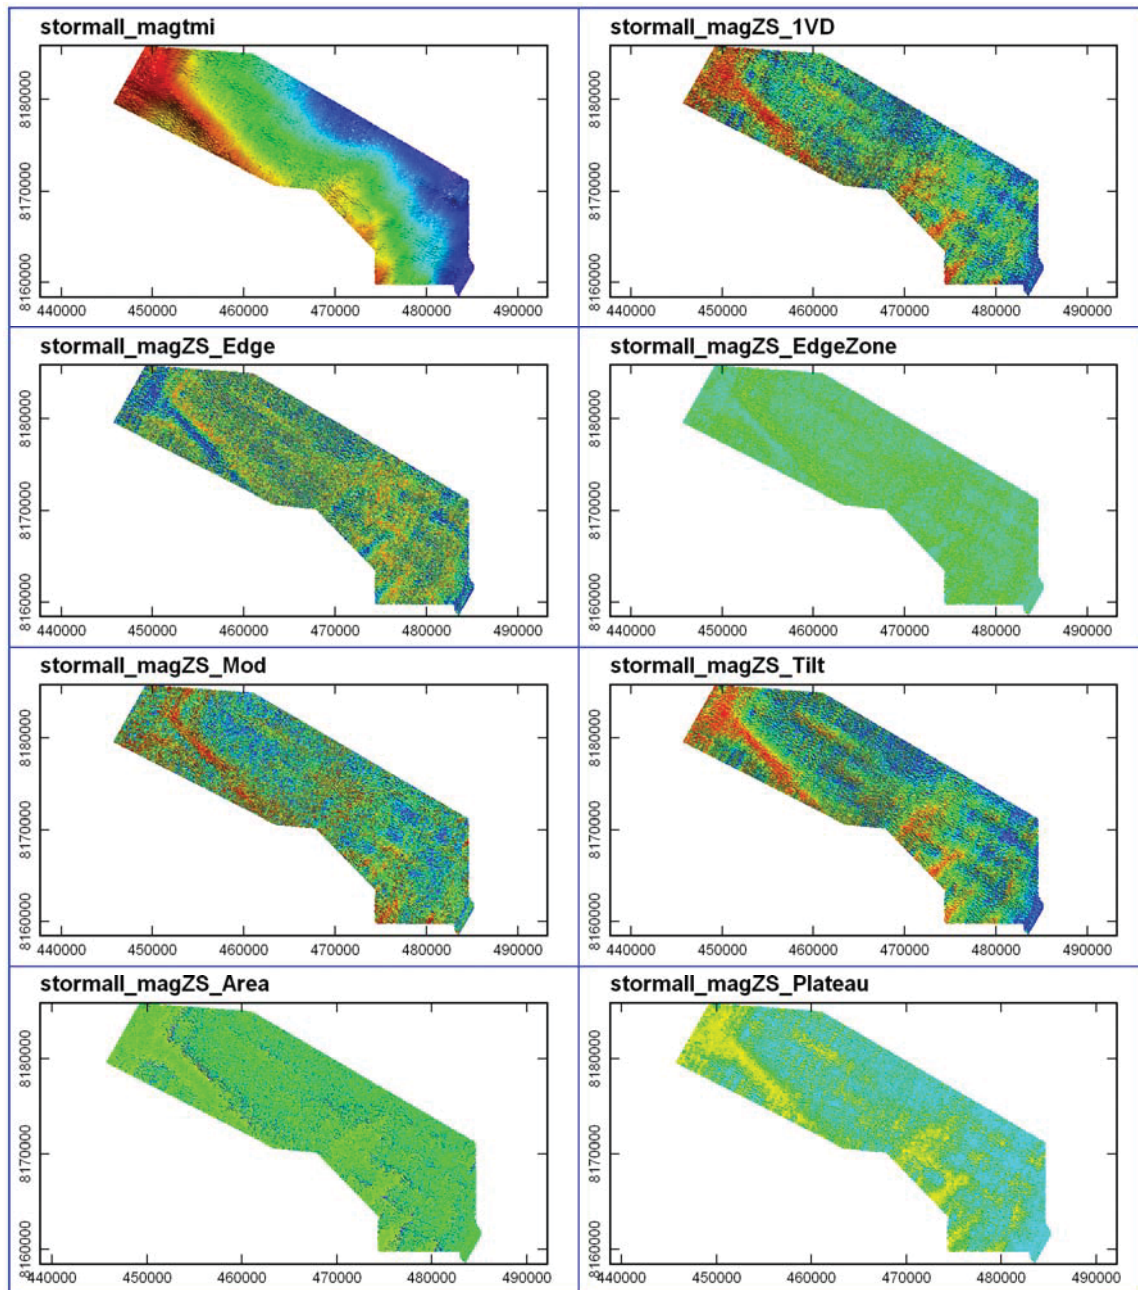 stormall_magtmi
8180000
8170000
8160000
440000 450000 460000 470000 480000 490000
stormall_magZS_1VD
8180000
8170000
8160000
440000 450000 460000 470000 480000 490000
stormall_magZS_Edge
8180000
8170000
8160000
440000 450000 460000 470000 480000 490000
stormall_magZS_EdgeZone
8180000
8170000
8160000
440000 450000 460000 470000 480000 490000
stormall_magZS_Mod
8180000
8170000
8160000
440000 450000 460000 470000 480000 490000
stormall_magZS_Tilt
8180000
8170000
8160000
440000 450000 460000 470000 480000 490000
stormall_magZS_Area
8180000
8170000
8160000
440000 450000 460000 470000 480000 490000
stormall_magZS_Plateau
8180000
8170000
8160000
440000 450000 460000 470000 480000 490000